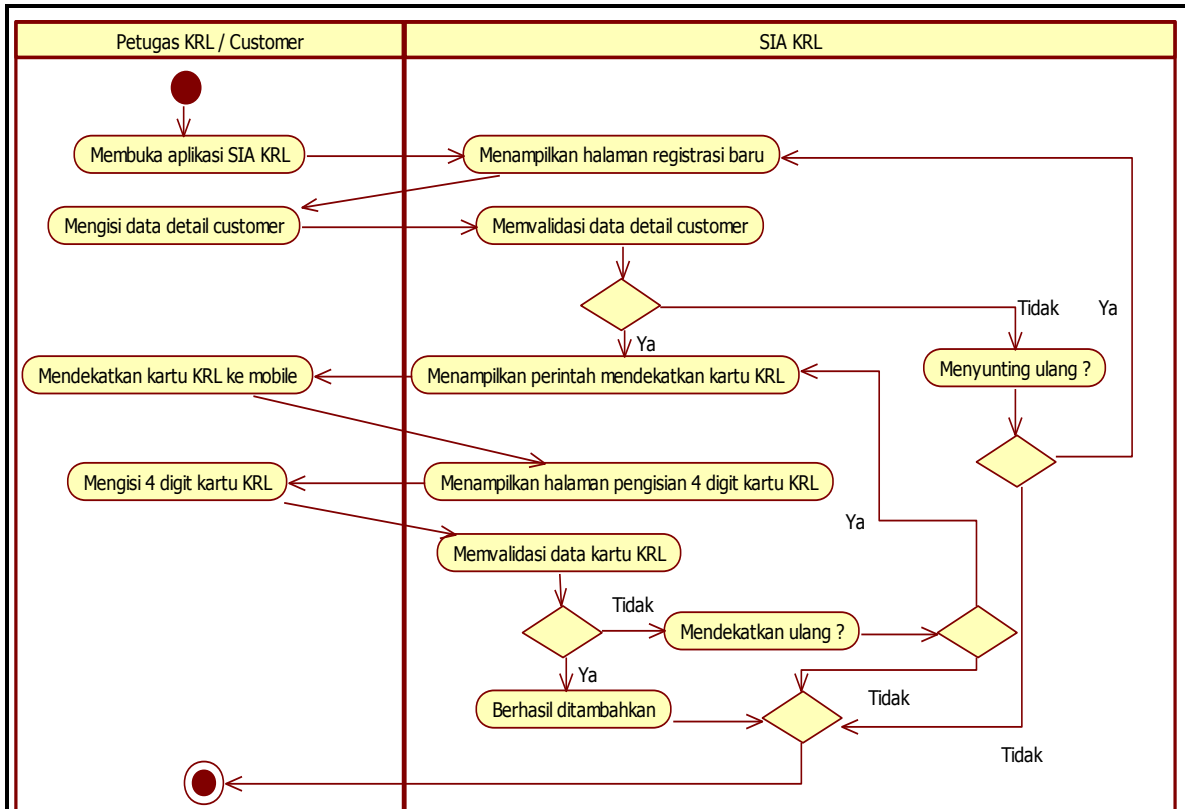 Petugas KRL / Customer
SIA KRL
Membuka aplikasi SIA KRL
Menampilkan halaman registrasi baru
Mengisi data detail customer
Memvalidasi data detail customer
Tidak
Ya
Ya
Mendekatkan kartu KRL ke mobile
Menampilkan perintah mendekatkan kartu KRL
Menyunting ulang ?
Mengisi 4 digit kartu KRL
Menampilkan halaman pengisian 4 digit kartu KRL
Ya
Memvalidasi data kartu KRL
Tidak
Mendekatkan ulang ?
Ya
Berhasil ditambahkan
Tidak
Tidak